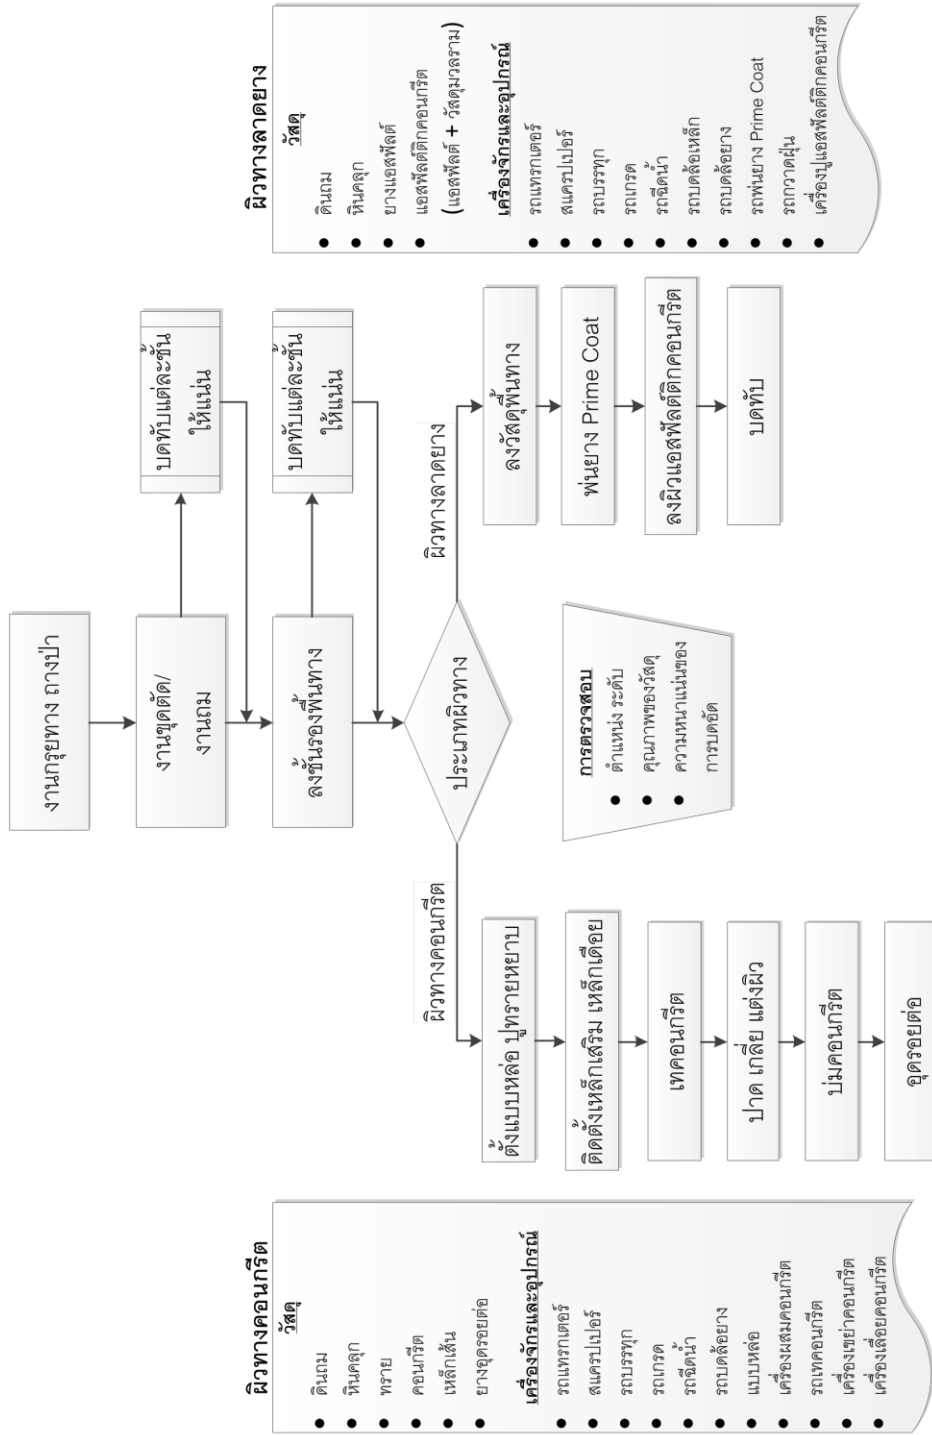 งานกรุยทาง ถางป่า
งานขุดตัด/
งานถม
บดทับแต่ละชั้น
ให้แน่น
ลงชั้นรองพื้นทาง
บดทับแต่ละชั้น
ให้แน่น
ประเภทผิวทาง
ผิวทางคอนกรีต
ผิวทางลาดยาง
ตั้งแบบหล่อ ปูทรายหยาบ
ติดตั้งเหล็กเสริม เหล็กเดือย
เทคอนกรีต
ปาด เกลี่ย แต่งผิว
บ่มคอนกรีต
อุดรอยต่อ
ลงวัสดุพื้นทาง
พ่นยาง Prime Coat
ลงผิวแอสฟัลต์ติกคอนกรีต
บดทับ
การตรวจสอบ
● ตำแหน่ง ระดับ
● คุณภาพของวัสดุ
● ความหนาแน่นของ
การบดอัด
ผิวทางคอนกรีต
วัสดุ
● ดินถม
● หินคลุก
● ทราย
● คอนกรีต
● เหล็กเส้น
● ยางอุดรอยต่อ
เครื่องจักรและอุปกรณ์
● รถแทรกเตอร์
● สแครปเปอร์
● รถบรรทุก
● รถเกรด
● รถฉีดน้ำ
● รถบดล้อยาง
● แบบหล่อ
● เครื่องผสมคอนกรีต
● รถเทคอนกรีต
● เครื่องเขย่าคอนกรีต
● เครื่องเลื่อยคอนกรีต
ผิวทางลาดยาง
วัสดุ
● ดินถม
● หินคลุก
● ยางแอสฟัลต์
● แอสฟัลต์ติกคอนกรีต
(แอสฟัลต์ + วัสดุมวลรวม)
เครื่องจักรและอุปกรณ์
● รถแทรกเตอร์
● สแครปเปอร์
● รถบรรทุก
● รถเกรด
● รถฉีดน้ำ
● รถบดล้อเหล็ก
● รถบดล้อยาง
● รถพ่นยาง Prime Coat
● รถกวาดฝุ่น
● เครื่องปูแอสฟัลต์ติกคอนกรีต